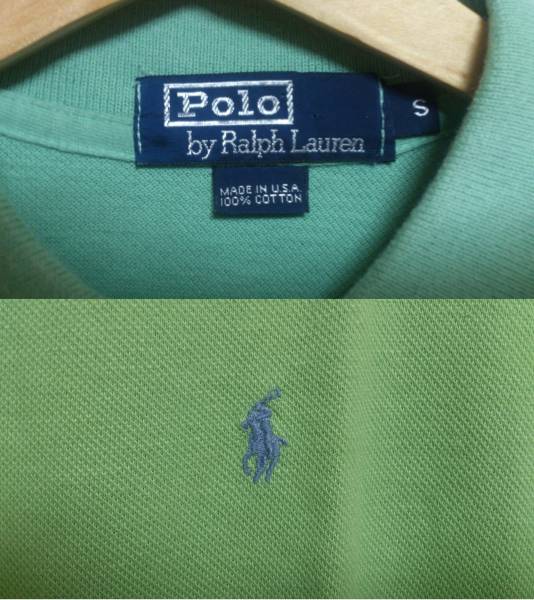 Polo
by Ralph Lauren
S
MADE IN U.S.A.
100% COTTON